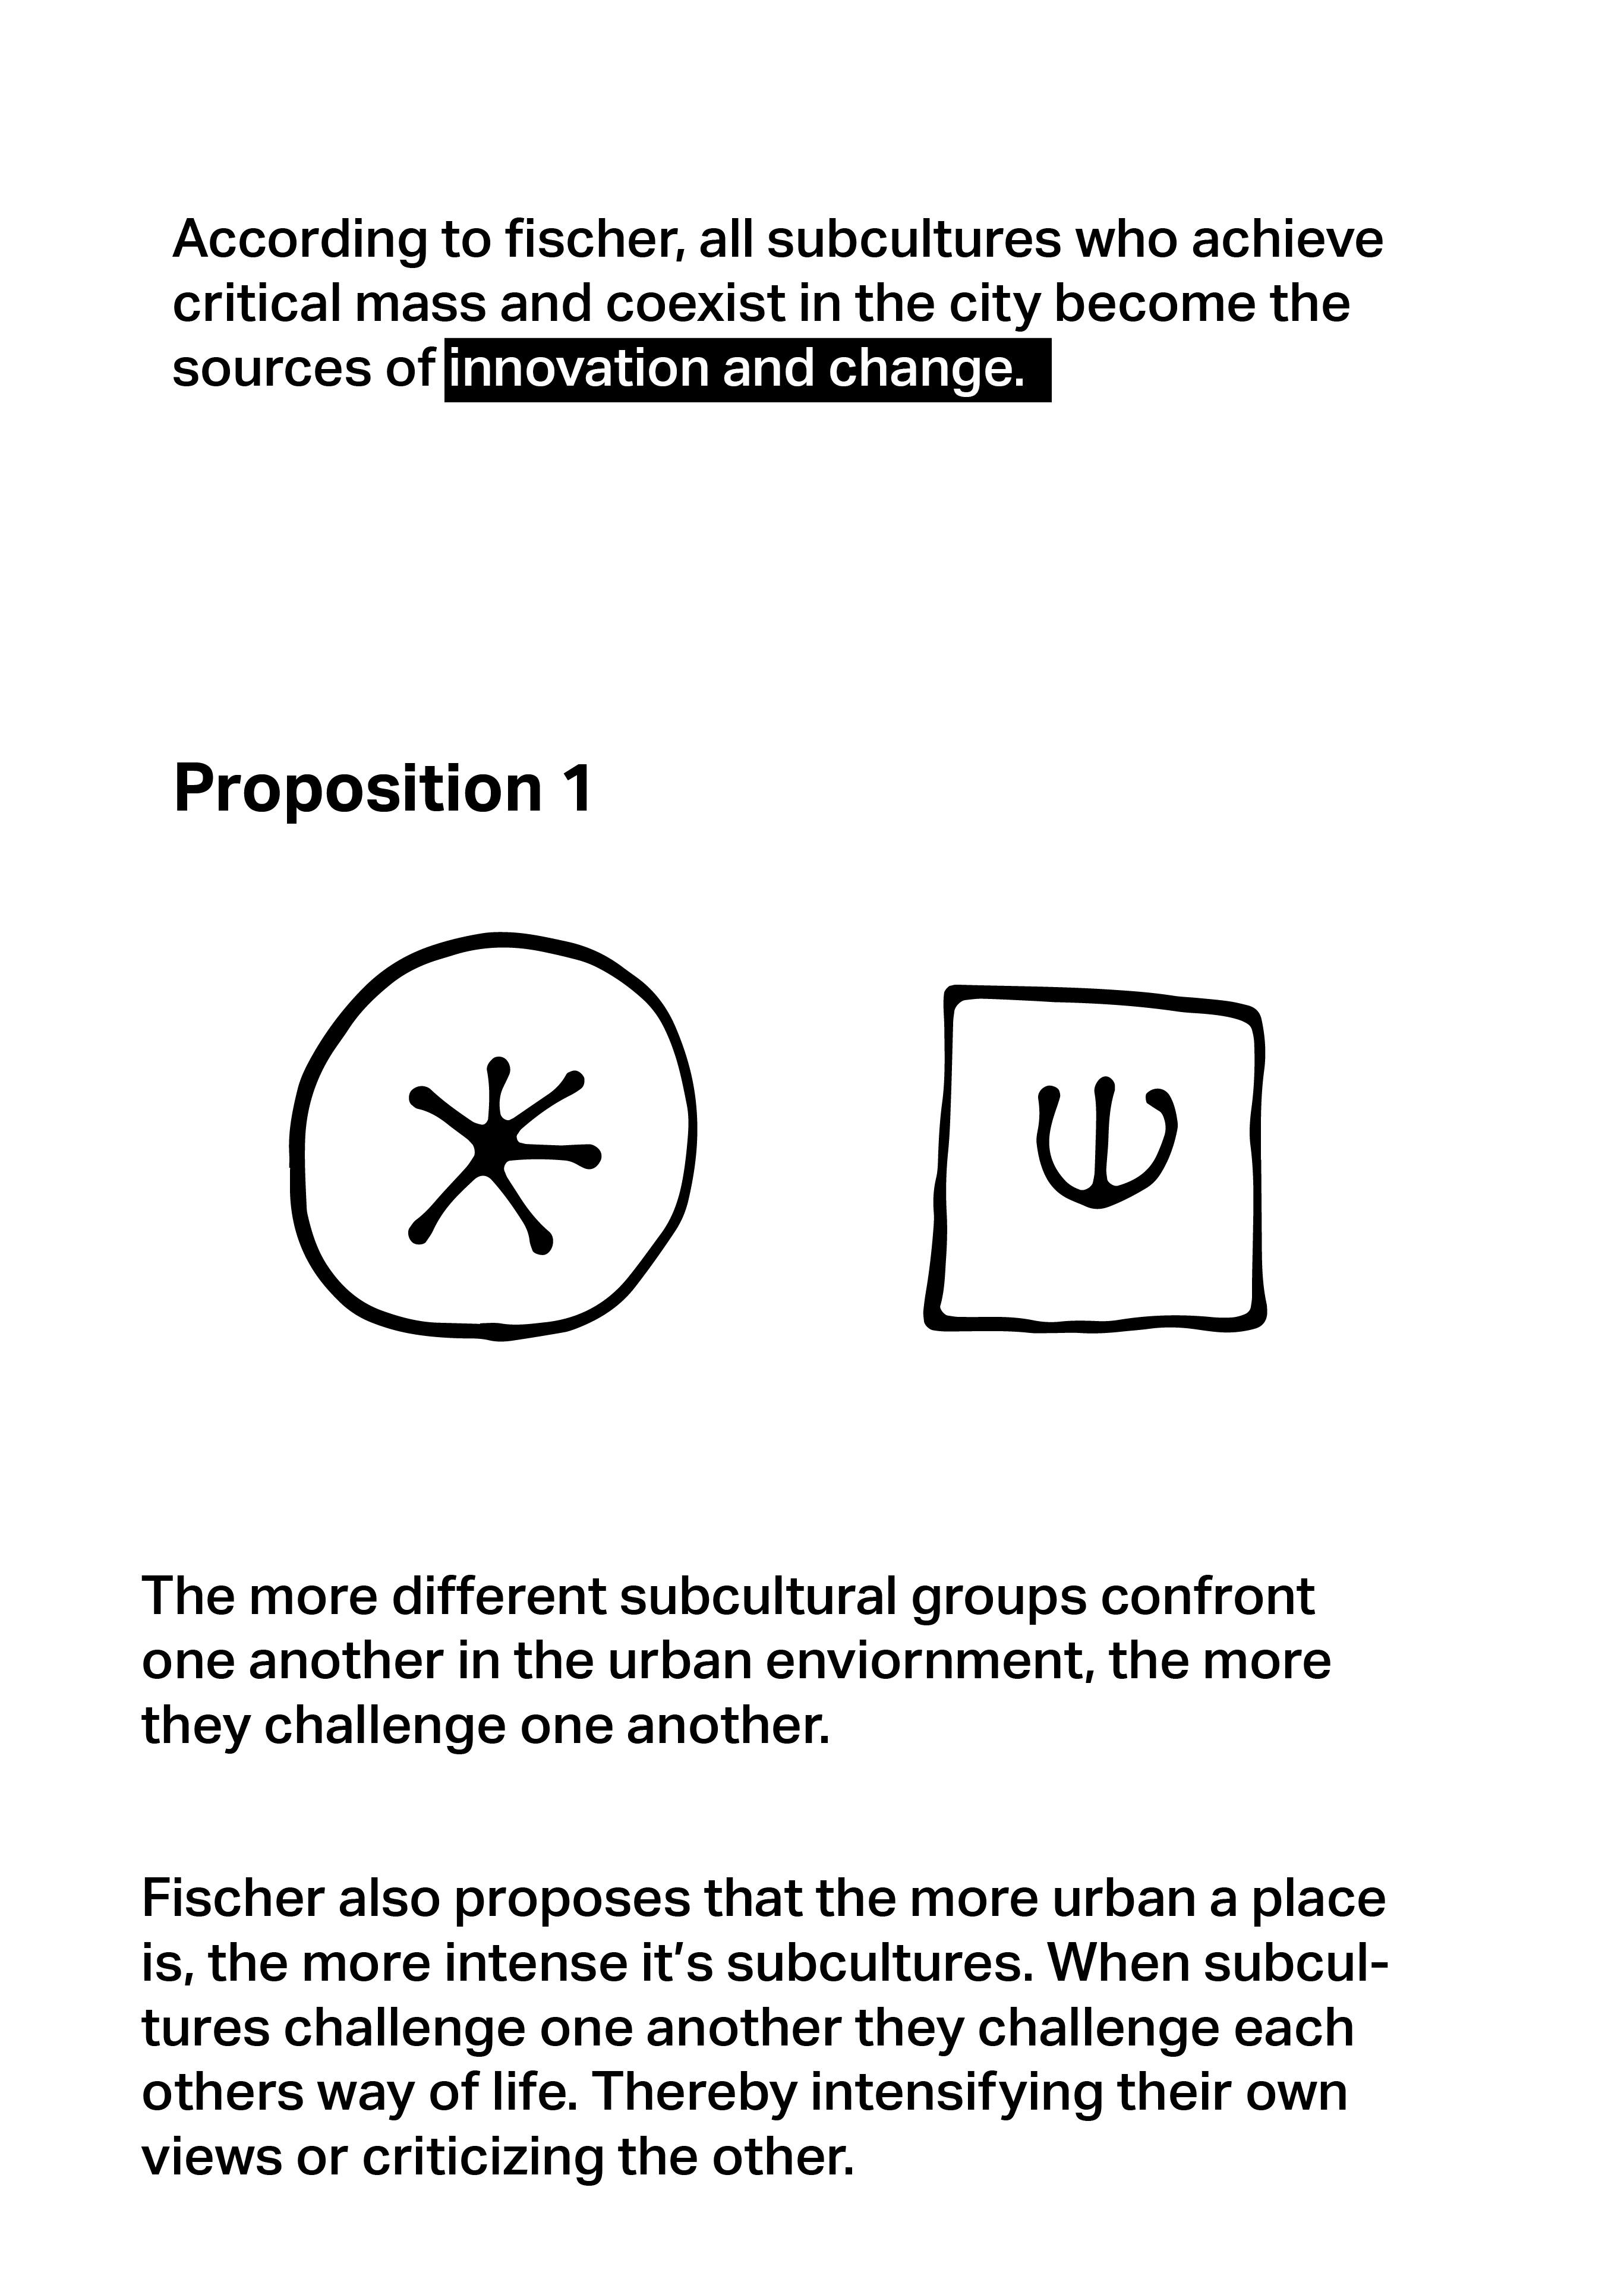 According to fischer, all subcultures who achieve
critical mass and coexist in the city become the
sources of innovation and change.
Proposition 1
The more different subcultural groups confront
one another in the urban enviornment, the more
they challenge one another.
Fischer also proposes that the more urban a place
is, the more intense it’s subcultures. When subcul-
tures challenge one another they challenge each
others way of life. Thereby intensifying their own
views or criticizing the other.